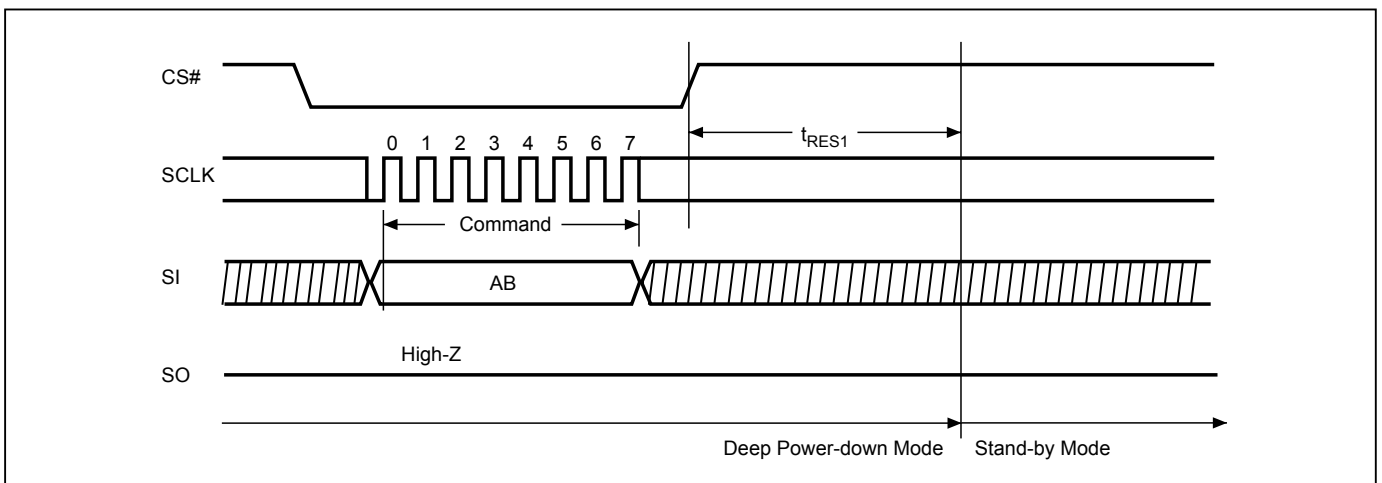 CS#
tRES1
0 1 2 3 4 5 6 7
SCLK
Command
SI
AB
High-Z
SO
Deep Power-down Mode Stand-by Mode